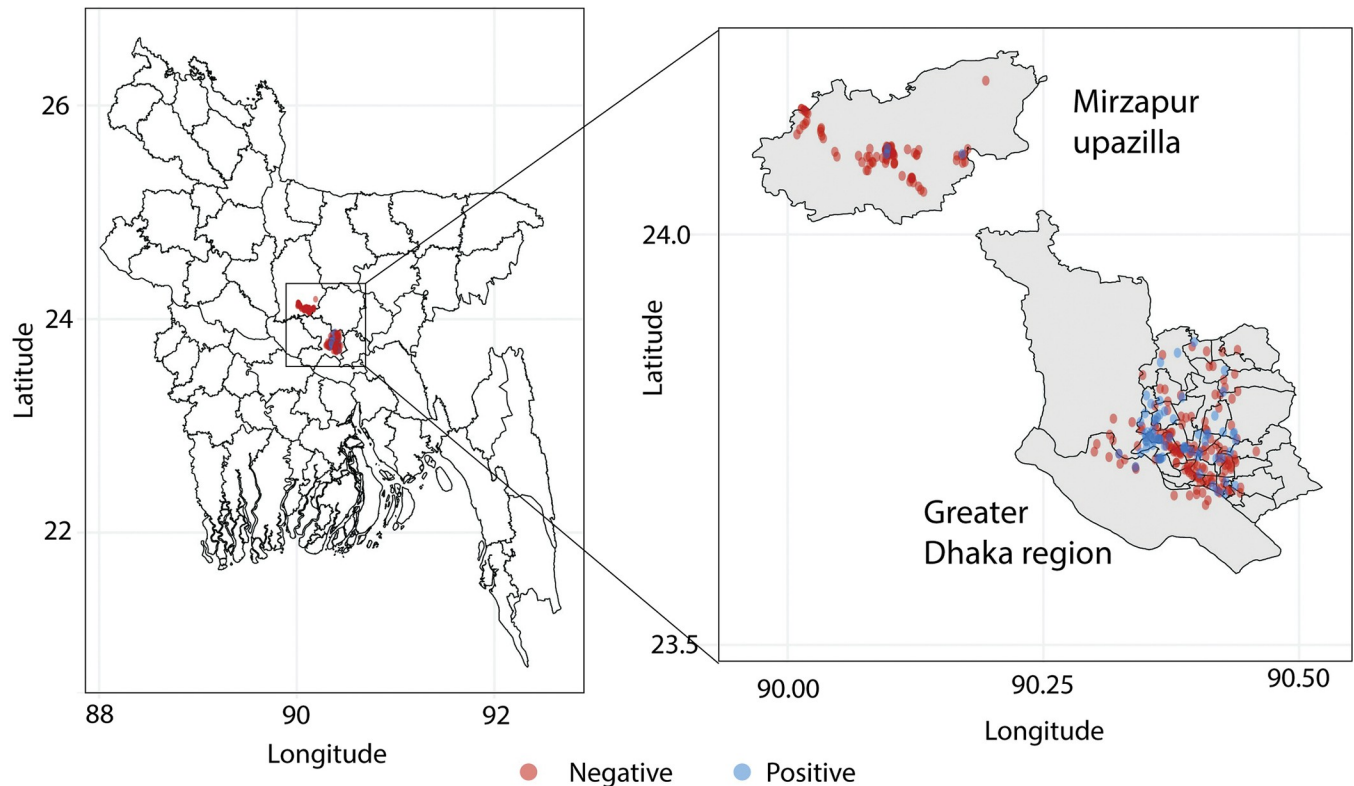 26
24
22
Latitude
88
90
92
Longitude
Mirzapur
upazilla
24.0
Latitude
Greater
Dhaka region
23.5
90.00
90.25
90.50
Longitude
Negative
Positive